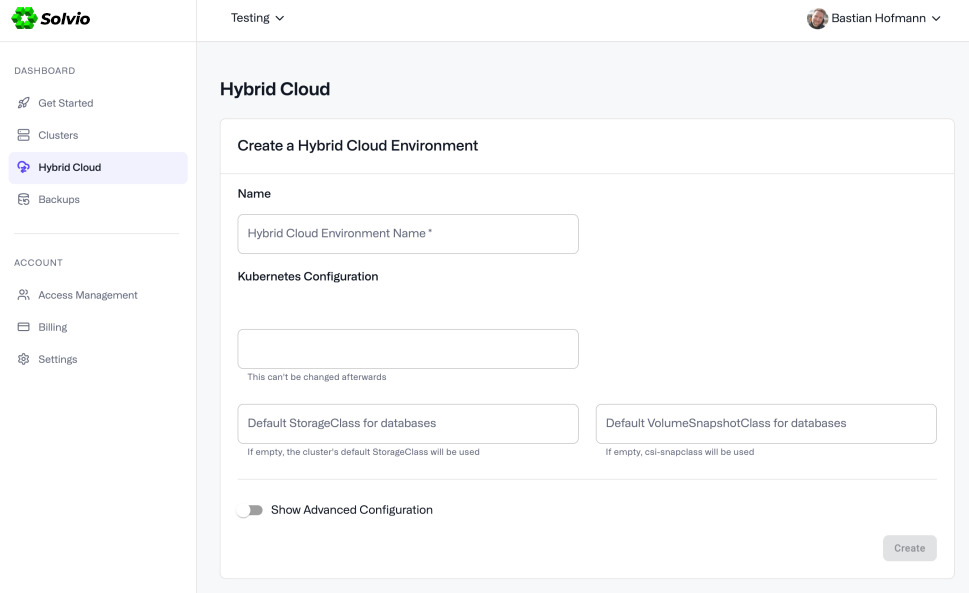 Solvio
Testing
Bastian Hofmann
DASHBOARD
Get Started
Clusters
Hybrid Cloud
Backups
ACCOUNT
Access Management
Billing
Settings
Hybrid Cloud
Create a Hybrid Cloud Environment
Name
Hybrid Cloud Environment Name *
Kubernetes Configuration
This can't be changed afterwards
Default StorageClass for databases
Default VolumeSnapshotClass for databases
If empty, the cluster's default StorageClass will be used
If empty, csi-snapclass will be used
Show Advanced Configuration
Create